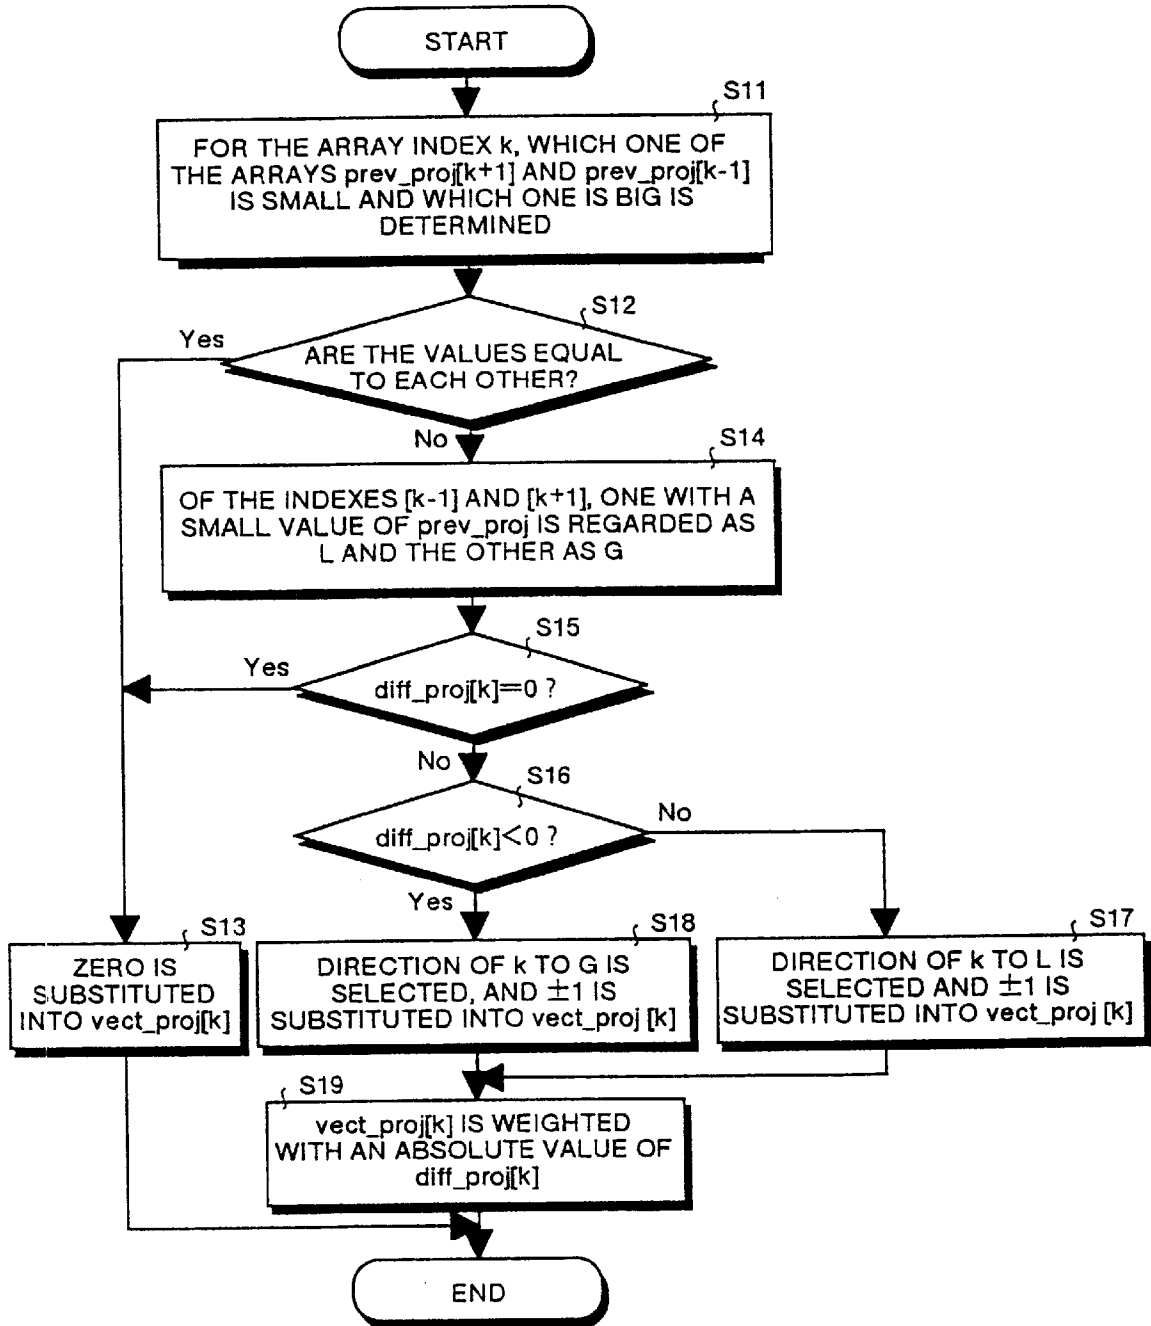 START
S11
FOR THE ARRAY INDEX k, WHICH ONE OF
THE ARRAYS prev_proj[k+1] AND prev_proj[k-1]
IS SMALL AND WHICH ONE IS BIG IS
DETERMINED
S12
Yes
ARE THE VALUES EQUAL
TO EACH OTHER?
No
S14
OF THE INDEXES [k-1] AND [k+1], ONE WITH A
SMALL VALUE OF prev_proj IS REGARDED AS
L AND THE OTHER AS G
S15
Yes
diff_proj[k]==0 ?
No
S16
No
diff_proj[k]<0 ?
Yes
S13
ZERO IS
SUBSTITUTED
INTO vect_proj[k]
S18
DIRECTION OF k TO G IS
SELECTED, AND ±1 IS
SUBSTITUTED INTO vect_proj [k]
S17
DIRECTION OF k TO L IS
SELECTED AND ±1 IS
SUBSTITUTED INTO vect_proj [k]
S19
vect_proj[k] IS WEIGHTED
WITH AN ABSOLUTE VALUE OF
diff_proj[k]
END